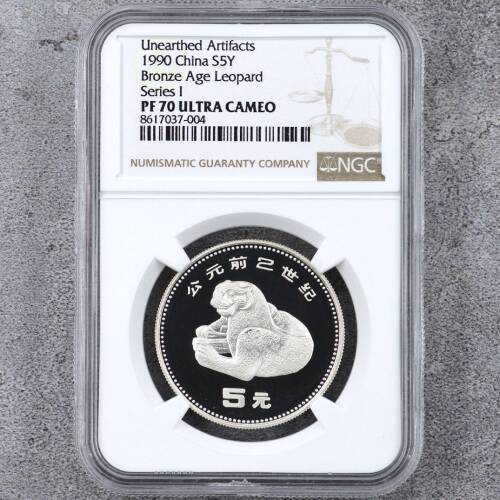 Unearthed Artifacts
1990 China S5Y
Bronze Age Leopard
Series I
PF 70 ULTRA CAMEO
8617037-004
NUMISMATIC GUARANTY COMPANY NGC
公元前2世纪
5元